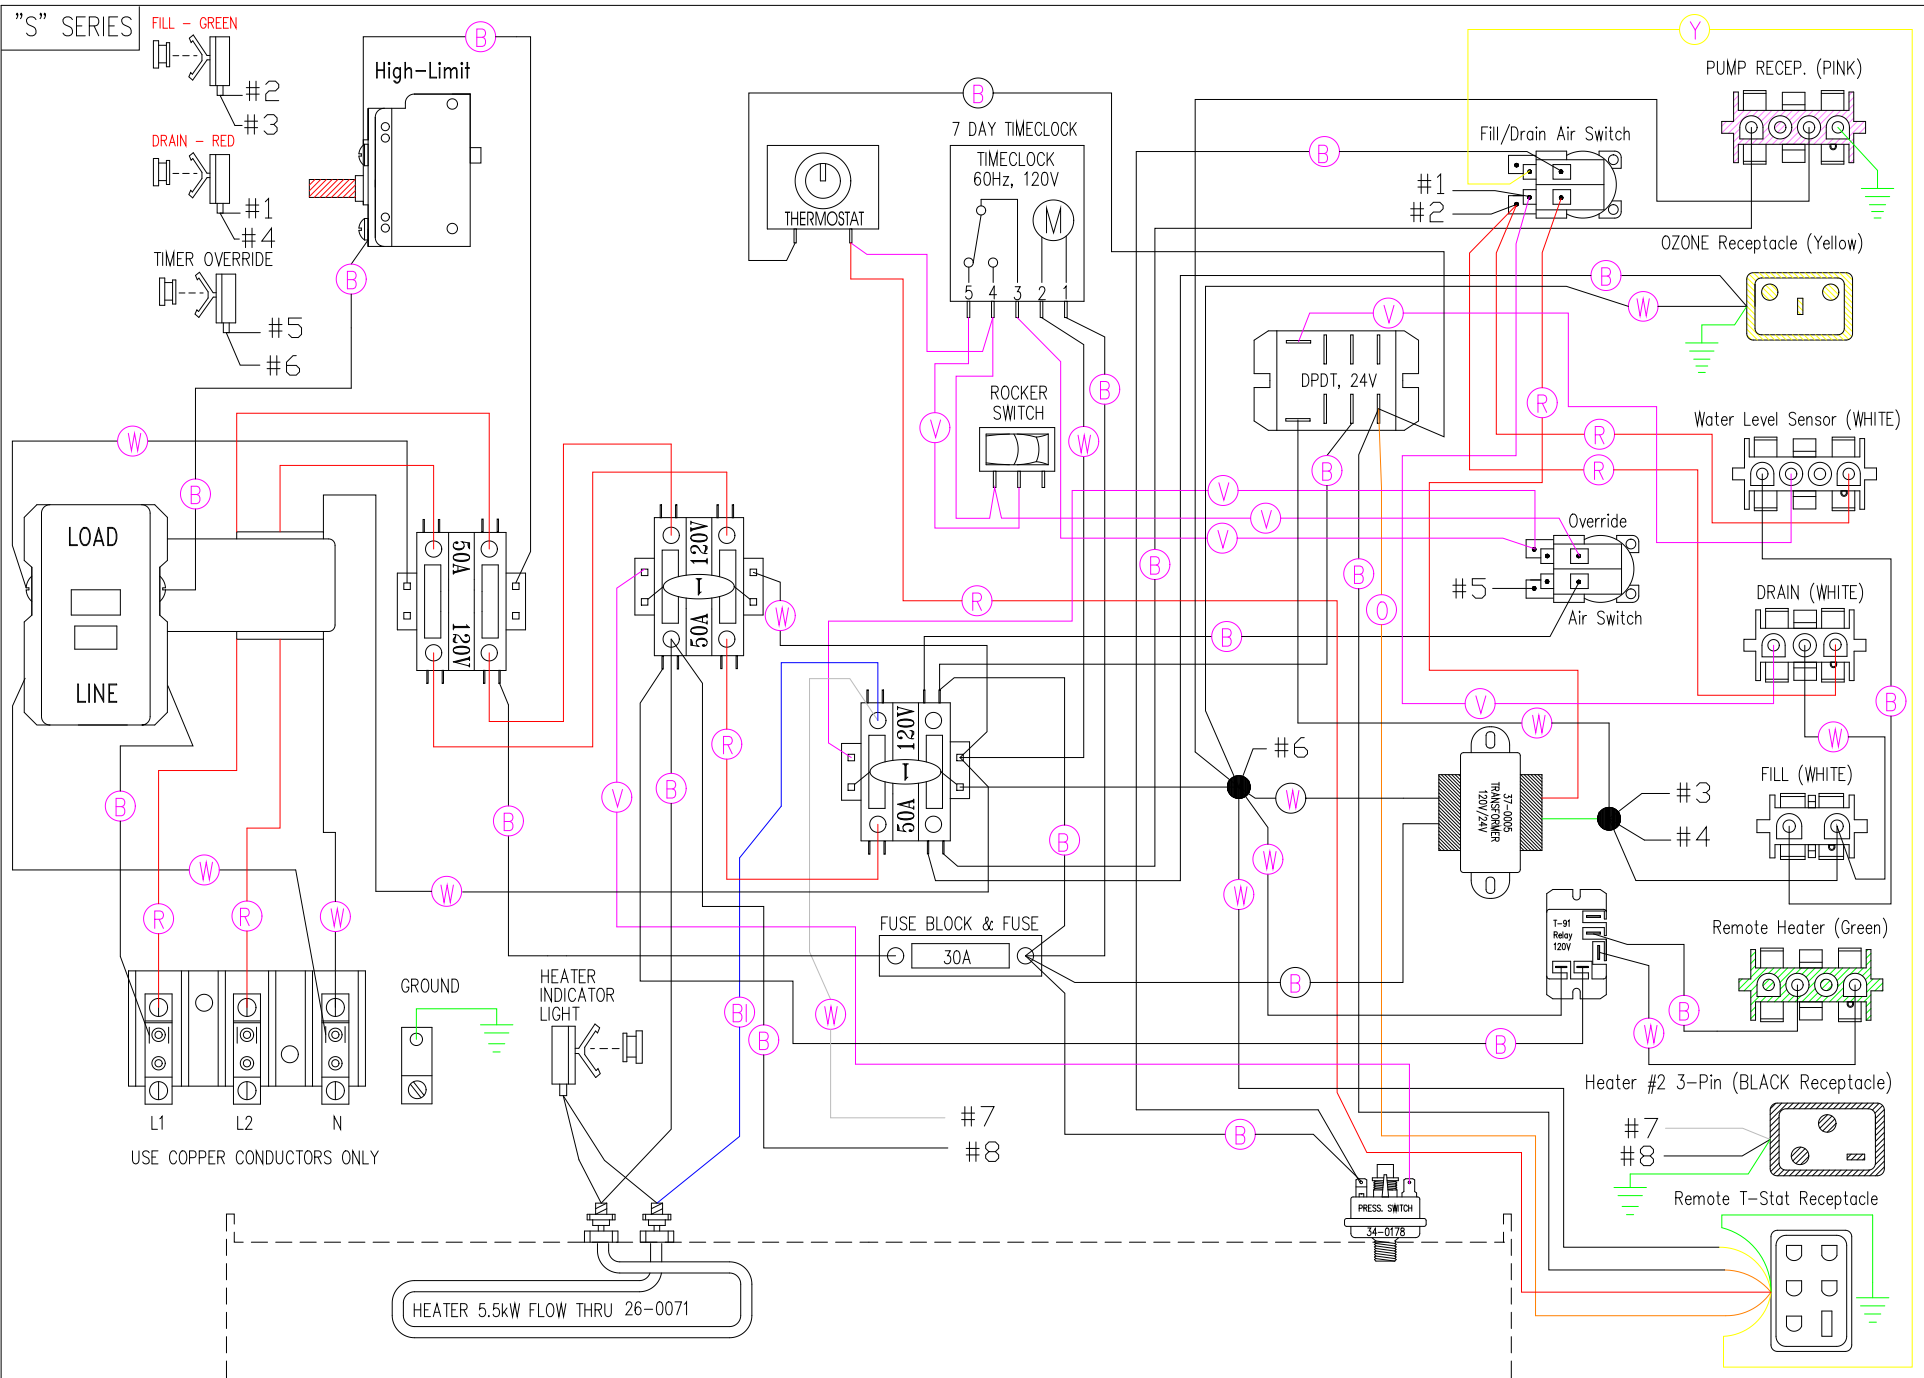 "S" SERIES
FILL - GREEN
#2
#3
DRAIN - RED
#1
#4
TIMER OVERRIDE
#5
#6
High-Limit
B
B
W
B
LOAD
LINE
50A
120V
120V
50A
W
V
B
R
120V
50A
THERMOSTAT
B
7 DAY TIMECLOCK
TIMECLOCK
60Hz, 120V
M
5 4 3 2 1
ROCKER
SWITCH
V
W
B
R
Y
PUMP RECEP. (PINK)
Fill/Drain Air Switch
B
#1
#2
OZONE Receptacle (Yellow)
B
W
V
DPDT, 24V
R
R
R
B
Water Level Sensor (WHITE)
V
V
V
Override
#5
Air Switch
B
B
O
B
DRAIN (WHITE)
V
W
B
W
#6
W
37-0005
TRANSFORMER
120V/24V
#3
#4
FILL (WHITE)
B
W
B
B
W
W
W
R
R
W
FUSE BLOCK & FUSE
30A
T-91
Relay
120V
Remote Heater (Green)
B
B
W
B
GROUND
HEATER
INDICATOR
LIGHT
Bl
B
W
L1
L2
N
USE COPPER CONDUCTORS ONLY
#7
#8
B
Heater #2 3-Pin (BLACK Receptacle)
#7
#8
PRESS. SWITCH
34-0178
Remote T-Stat Receptacle
HEATER 5.5kW FLOW THRU 26-0071